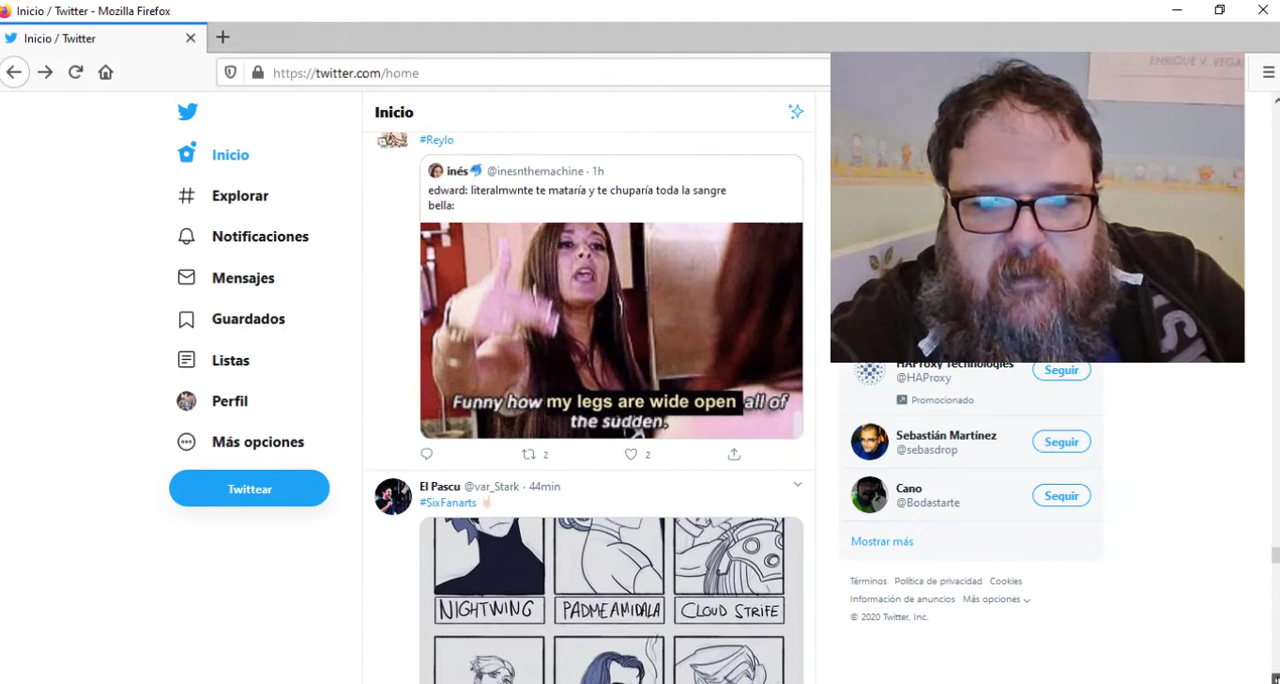 Inicio / Twitter - Mozilla Firefox
Inicio / Twitter
https://twitter.com/home
ENRIQUE V. VEGA
Inicio
Explorar
Notificaciones
Mensajes
Guardados
Listas
Perfil
Más opciones
Twittear
Inicio
#Reylo
inés @inesnthemachine · 1h
edward: literalmwnte te mataría y te chuparía toda la sangre
bella:
Funny how my legs are wide open all of
the sudden.
2
2
El Pascu @var_Stark · 44min
#SixFanarts
NIGHTWING
PADME AMIDALA
CLOUD STRIFE
HAProxy Technologies
@HAProxy
Seguir
Promocionado
Sebastián Martínez
@sebasdrop
Seguir
Cano
@Bodastarte
Seguir
Mostrar más
Términos Política de privacidad Cookies
Información de anuncios Más opciones
© 2020 Twitter, Inc.